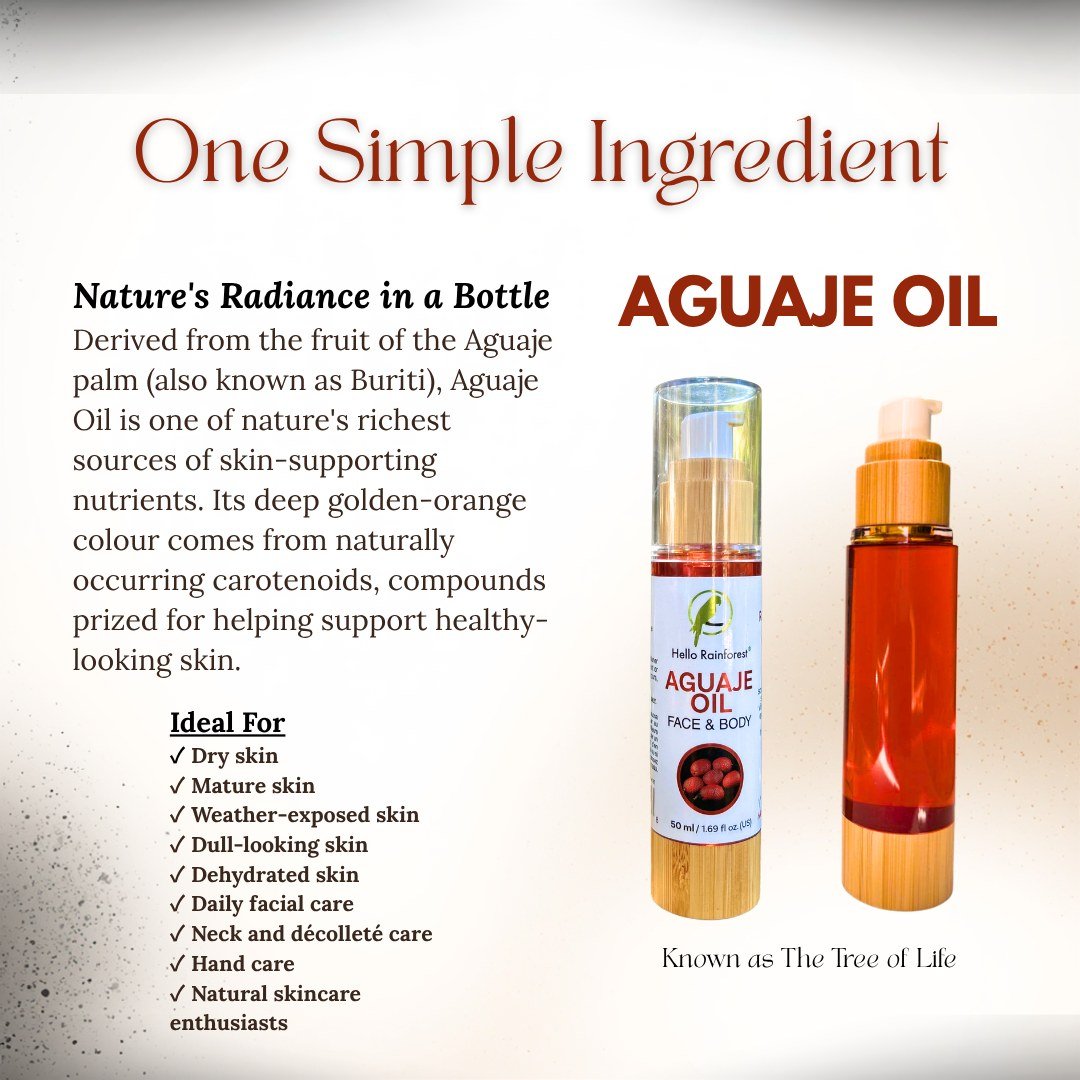 One Simple Ingredient
Nature's Radiance in a Bottle
Derived from the fruit of the Aguaje
palm (also known as Buriti), Aguaje
Oil is one of nature's richest
sources of skin-supporting
nutrients. Its deep golden-orange
colour comes from naturally
occurring carotenoids, compounds
prized for helping support healthy-
looking skin.
Ideal For
✓ Dry skin
✓ Mature skin
✓ Weather-exposed skin
✓ Dull-looking skin
✓ Dehydrated skin
✓ Daily facial care
✓ Neck and décolleté care
✓ Hand care
✓ Natural skincare
enthusiasts
AGUAJE OIL
Hello Rainforest®
AGUAJE
OIL
FACE & BODY
50 ml / 1.69 fl oz. (US)
Known as The Tree of Life